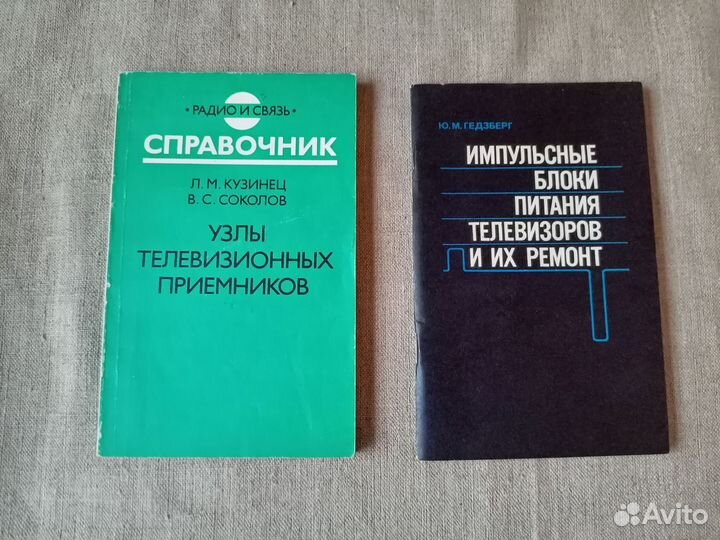 • РАДИО И СВЯЗЬ •
СПРАВОЧНИК
Л. М. КУЗИНЕЦ
В. С. СОКОЛОВ
УЗЛЫ
ТЕЛЕВИЗИОННЫХ
ПРИЕМНИКОВ
Ю. М. ГЕДЗБЕРГ
ИМПУЛЬСНЫЕ
БЛОКИ
ПИТАНИЯ
ТЕЛЕВИЗОРОВ
И ИХ РЕМОНТ
Avito